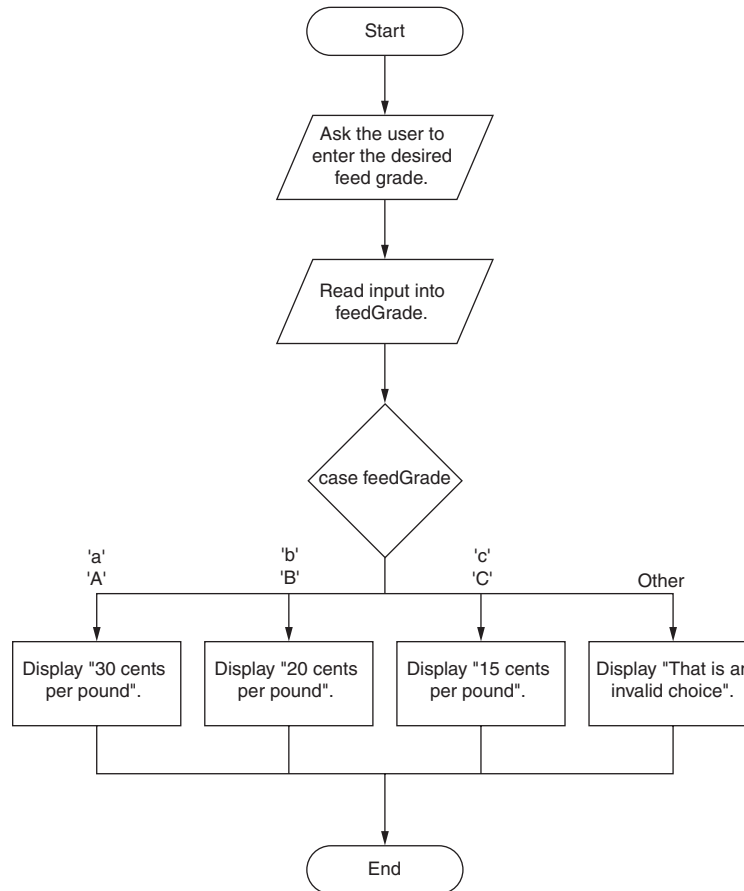 Start
Ask the user to
enter the desired
feed grade.
Read input into
feedGrade.
case feedGrade
'a'
'A'
'b'
'B'
'c'
'C'
Other
Display "30 cents
per pound".
Display "20 cents
per pound".
Display "15 cents
per pound".
Display "That is an
invalid choice".
End